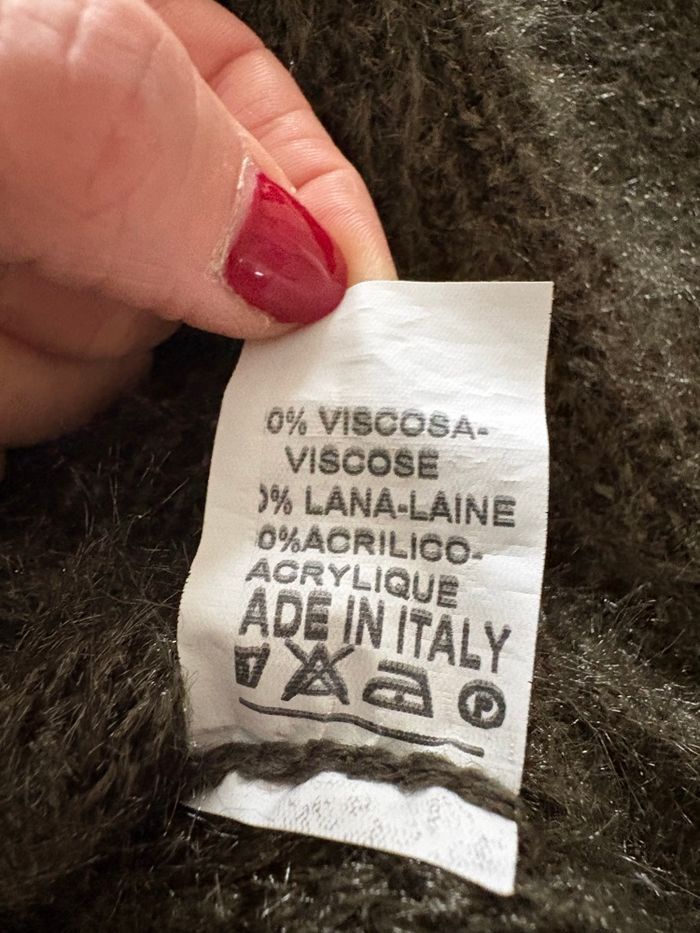 0% VISCOSA-
VISCOSE
0% LANA-LAINE
0%ACRILICO-
ACRYLIQUE
ADE IN ITALY
P